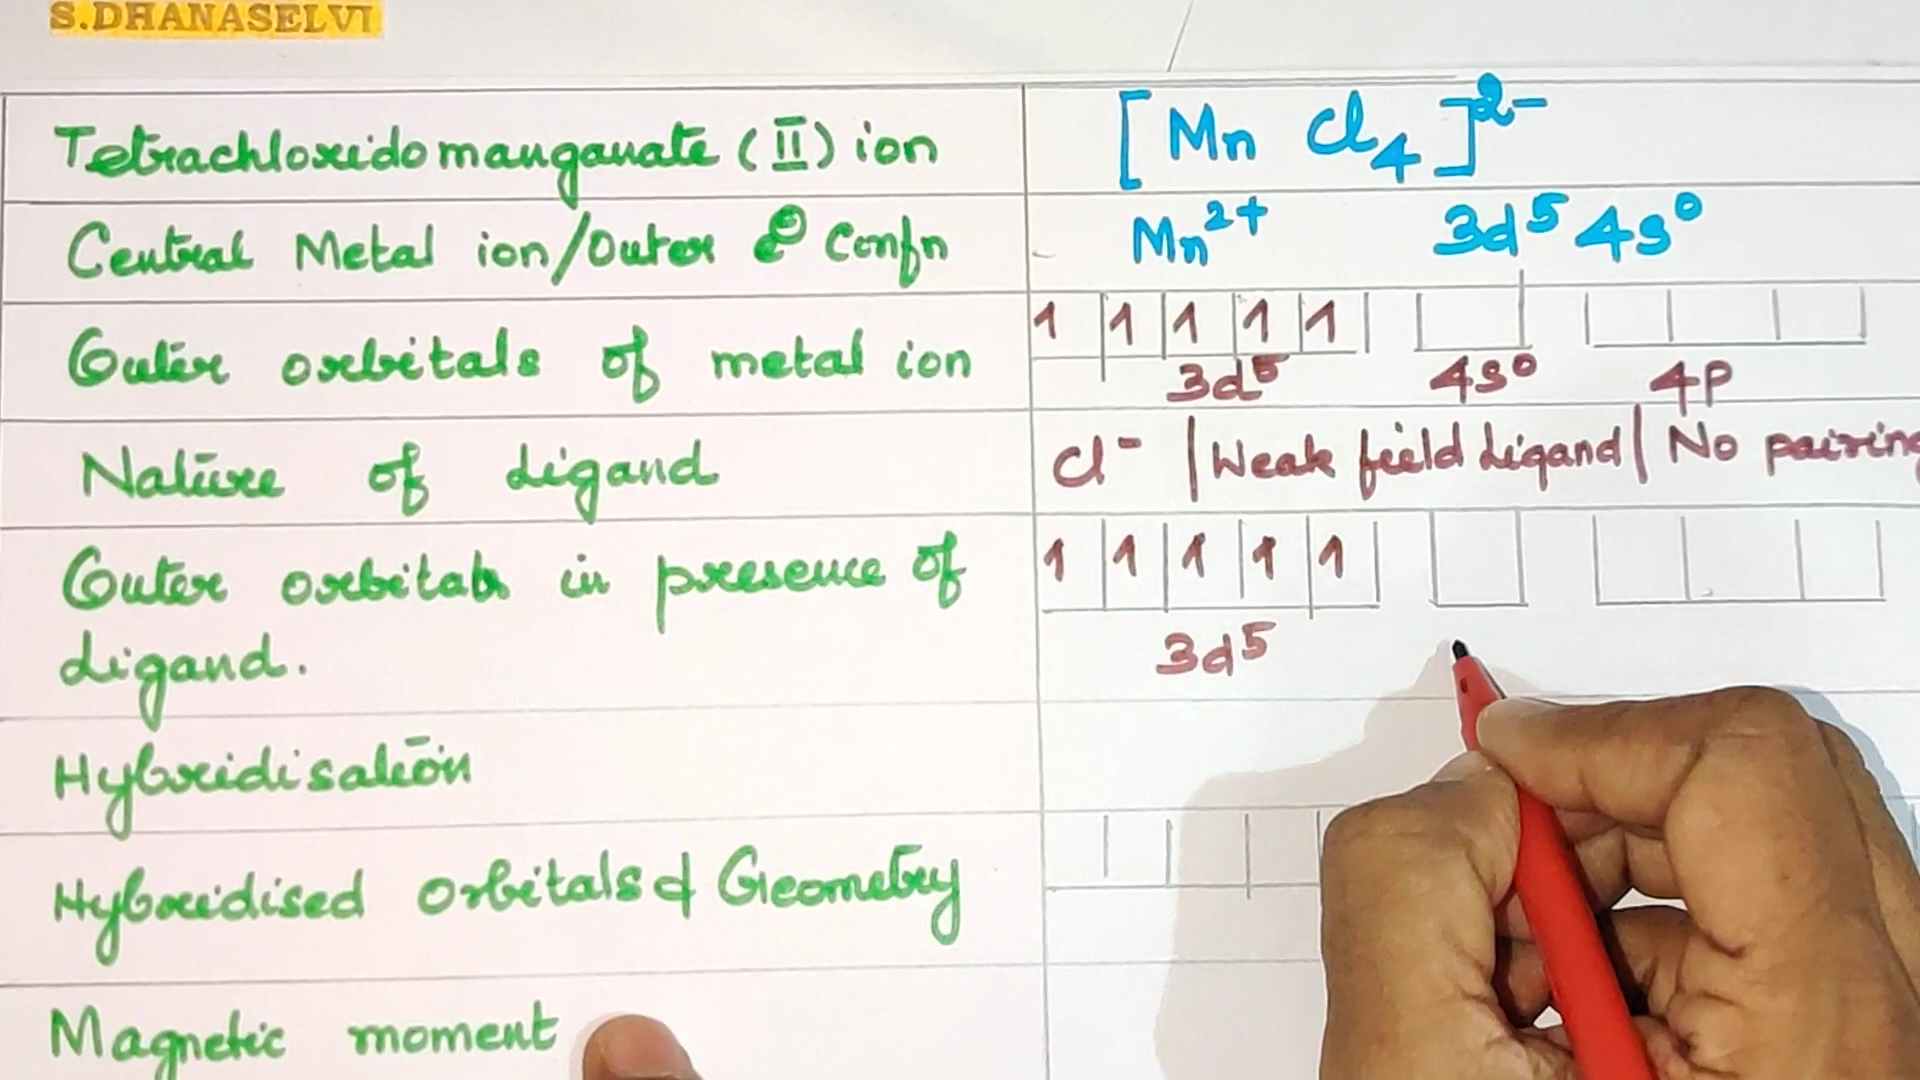 S.DHANASELVI
Tetrachloridomanganate (II) ion [Mn Cl4]2-
Central Metal ion/Outer e⊖ Confn Mn2+ 3d5 4s0
Outer orbitals of metal ion 1 1 1 1 1
3d5 4s0 4p
Nature of Ligand Cl- | Weak field Ligand | No pairing
Outer orbitals in presence of 1 1 1 1 1
Ligand. 3d5
Hybridisation
Hybridised orbitals & Geometry
Magnetic moment